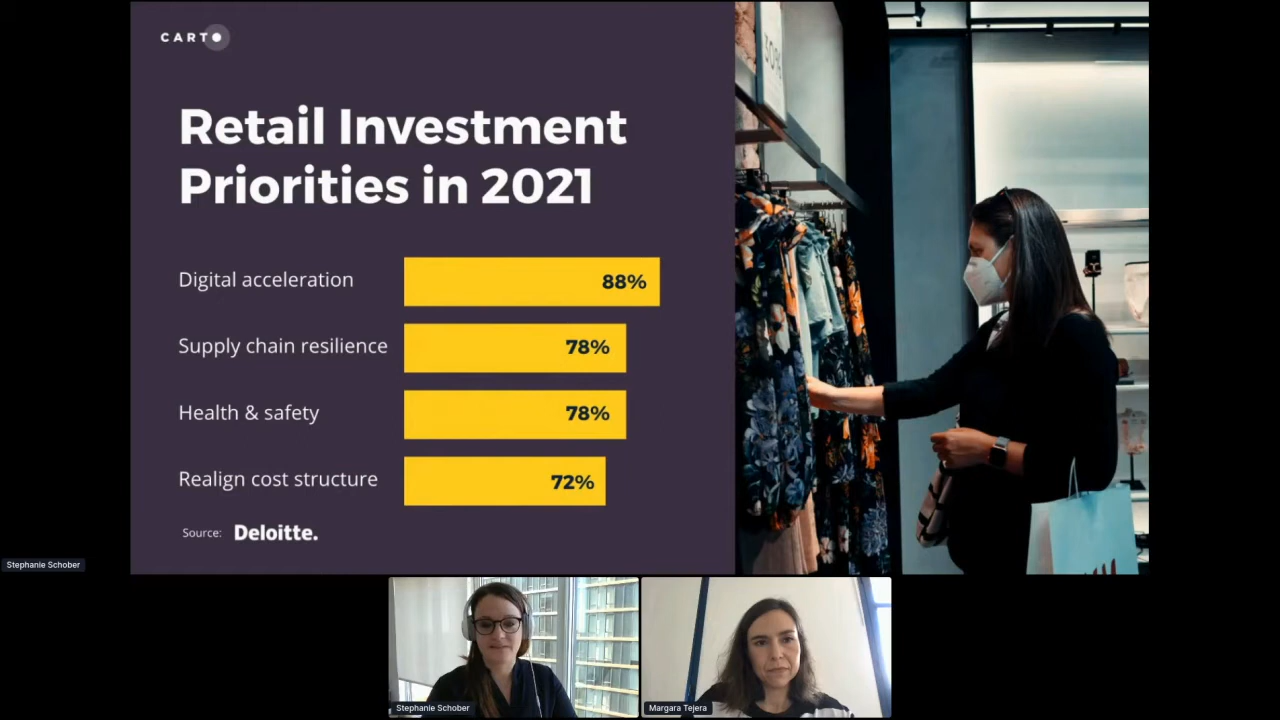 CARTO
Retail Investment
Priorities in 2021
Digital acceleration 88%
Supply chain resilience 78%
Health & safety 78%
Realign cost structure 72%
Source: Deloitte.
30%
Stephanie Schober
Stephanie Schober
Margara Tejera